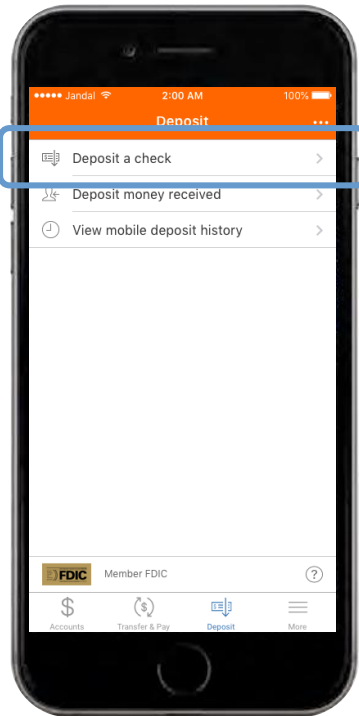 Jandal 2:00 AM 100%
Deposit
Deposit a check
Deposit money received
View mobile deposit history
FDIC Member FDIC ?
$ $
Accounts Transfer & Pay Deposit More